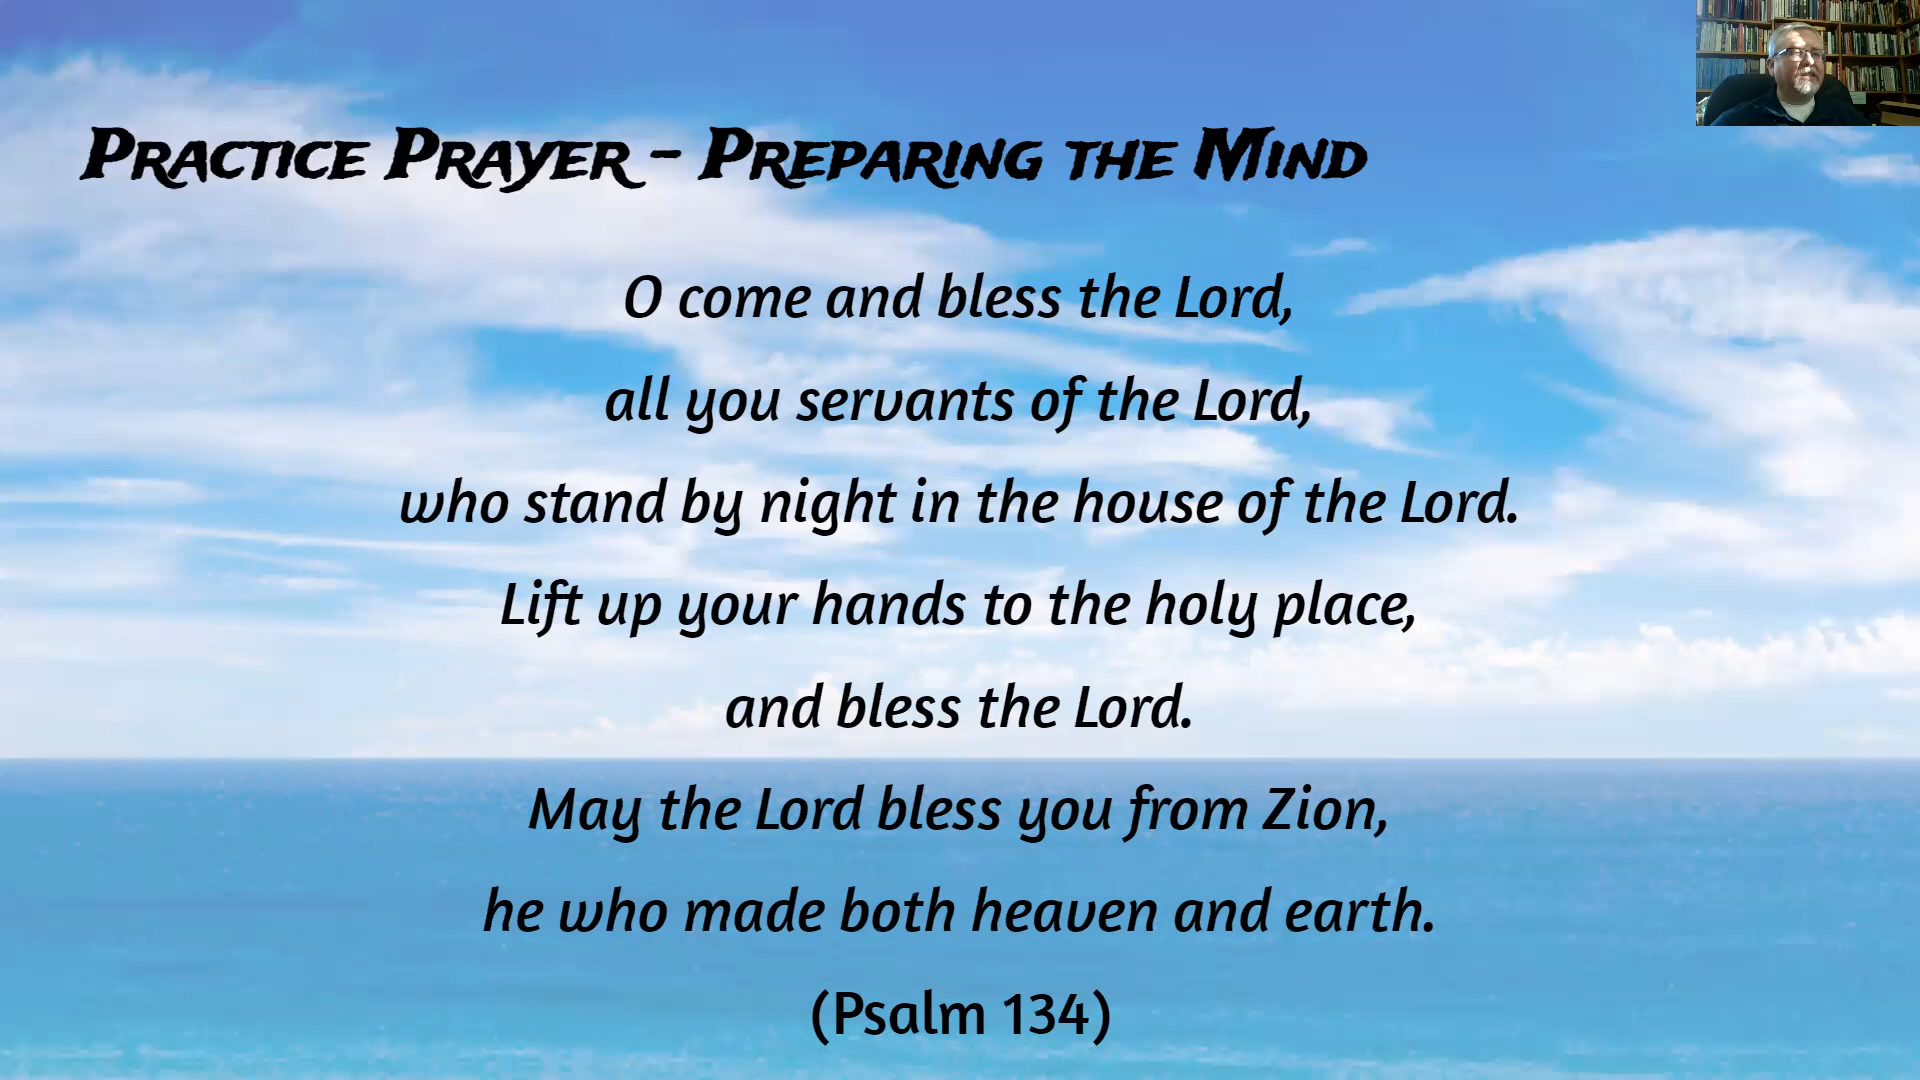 Practice Prayer - Preparing the Mind
O come and bless the Lord,
all you servants of the Lord,
who stand by night in the house of the Lord.
Lift up your hands to the holy place,
and bless the Lord.
May the Lord bless you from Zion,
he who made both heaven and earth.
(Psalm 134)